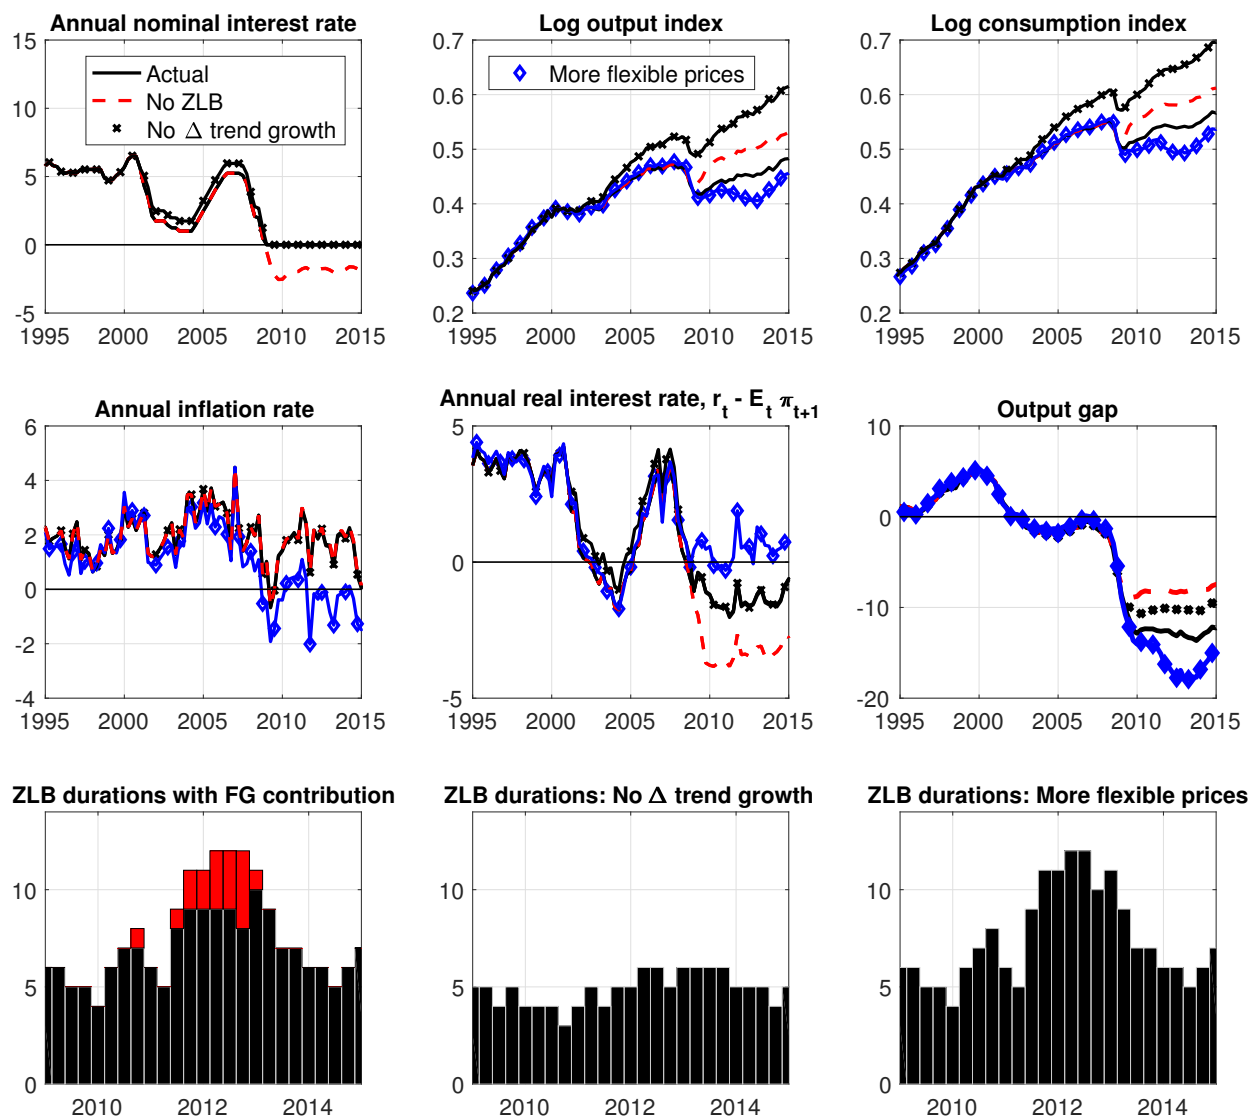 Annual nominal interest rate
15
10
5
0
-5
1995 2000 2005 2010 2015
Actual
No ZLB
No Δ trend growth
Log output index
0.7
0.6
0.5
0.4
0.3
0.2
1995 2000 2005 2010 2015
More flexible prices
Log consumption index
0.7
0.6
0.5
0.4
0.3
0.2
1995 2000 2005 2010 2015
Annual inflation rate
6
4
2
0
-2
-4
1995 2000 2005 2010 2015
Annual real interest rate, r_t - E_t π_{t+1}
5
0
-5
1995 2000 2005 2010 2015
Output gap
10
0
-10
-20
1995 2000 2005 2010 2015
ZLB durations with FG contribution
10
5
0
2010 2012 2014
ZLB durations: No Δ trend growth
10
5
0
2010 2012 2014
ZLB durations: More flexible prices
10
5
0
2010 2012 2014